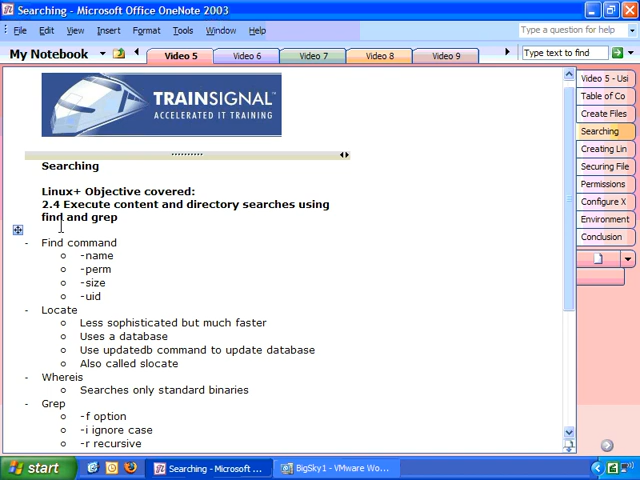 Searching - Microsoft Office OneNote 2003
File Edit View Insert Format Tools Window Help Type a question for help
My Notebook Video 5 Video 6 Video 7 Video 8 Video 9 Type text to find
TRAINSIGNAL™
ACCELERATED IT TRAINING
Searching
Linux+ Objective covered:
2.4 Execute content and directory searches using
find and grep
- Find command
o -name
o -perm
o -size
o -uid
- Locate
o Less sophisticated but much faster
o Uses a database
o Use updatedb command to update database
o Also called slocate
- Whereis
o Searches only standard binaries
- Grep
o -f option
o -i ignore case
o -r recursive
Video 5 - Usi
Table of Co
Create Files
Searching
Creating Lin
Securing File
Permissions
Configure X
Identifying
Conclusion
start Searching - Microsoft ... BigSky1 - VMware Wo... 9:48 PM